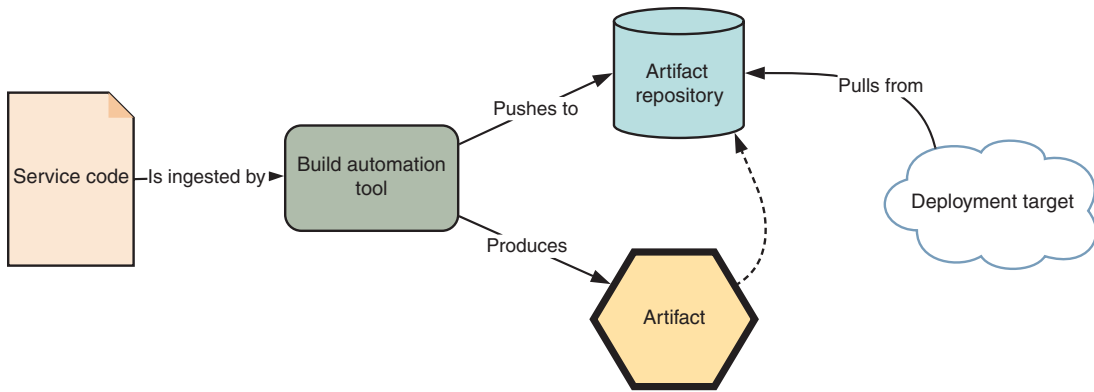 Artifact
repository
Pulls from
Pushes to
Service code
Is ingested by
Build automation
tool
Deployment target
Produces
Artifact